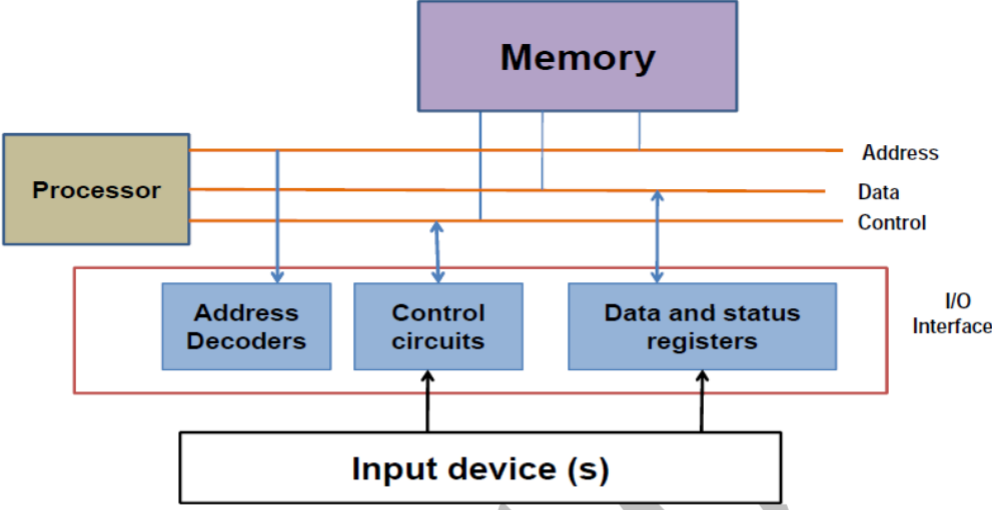 Memory
Processor
Address
Data
Control
Address
Decoders
Control
circuits
Data and status
registers
I/O
Interface
Input device (s)